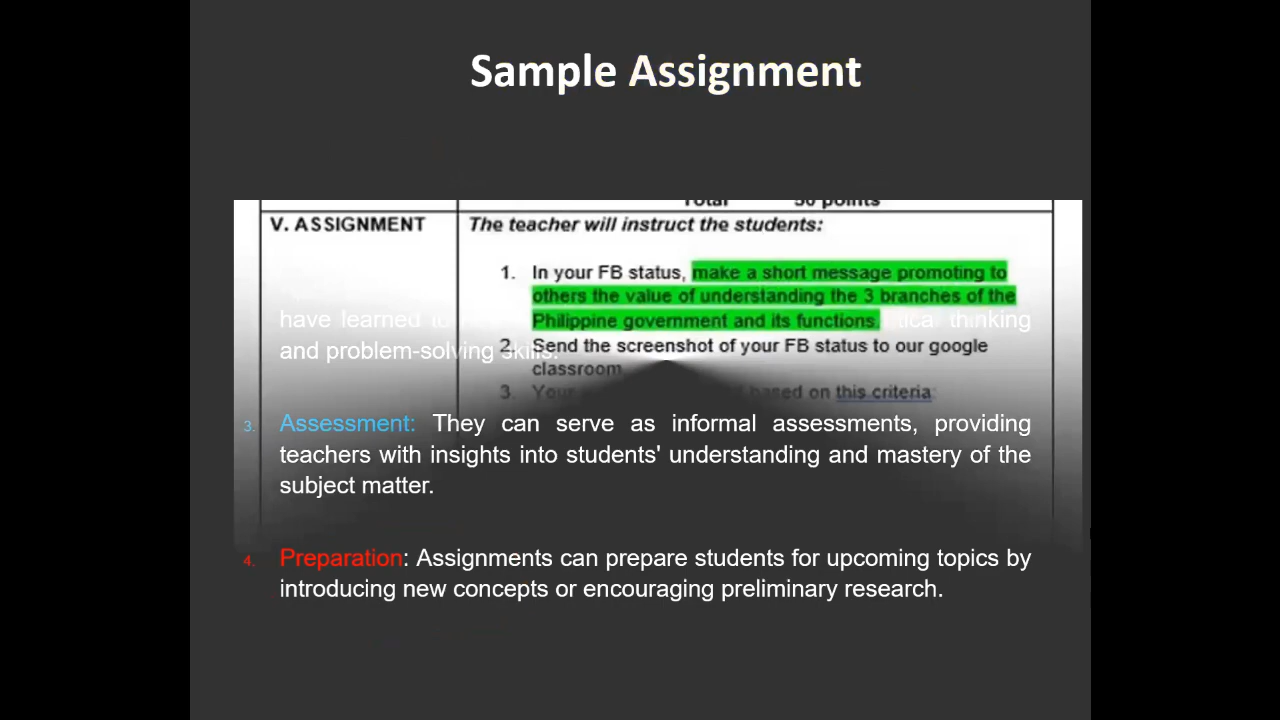 Sample Assignment
Total 50 points
V. ASSIGNMENT
The teacher will instruct the students:
1. In your FB status, make a short message promoting to
others the value of understanding the 3 branches of the
Philippine government and its functions.
have learned thinking
2. Send the screenshot of your FB status to our google
and problem-solving skills.
classroom
3. Your based on this criteria:
3. Assessment: They can serve as informal assessments, providing
teachers with insights into students' understanding and mastery of the
subject matter.
4. Preparation: Assignments can prepare students for upcoming topics by
introducing new concepts or encouraging preliminary research.